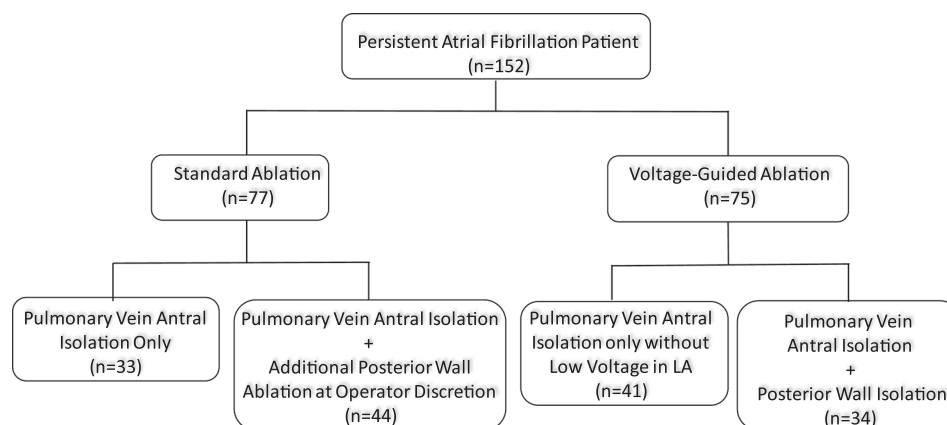 Persistent Atrial Fibrillation Patient
(n=152)
Standard Ablation
(n=77)
Voltage-Guided Ablation
(n=75)
Pulmonary Vein Antral
Isolation Only
(n=33)
Pulmonary Vein Antral Isolation
+
Additional Posterior Wall
Ablation at Operator Discretion
(n=44)
Pulmonary Vein Antral
Isolation only without
Low Voltage in LA
(n=41)
Pulmonary Vein
Antral Isolation
+
Posterior Wall Isolation
(n=34)